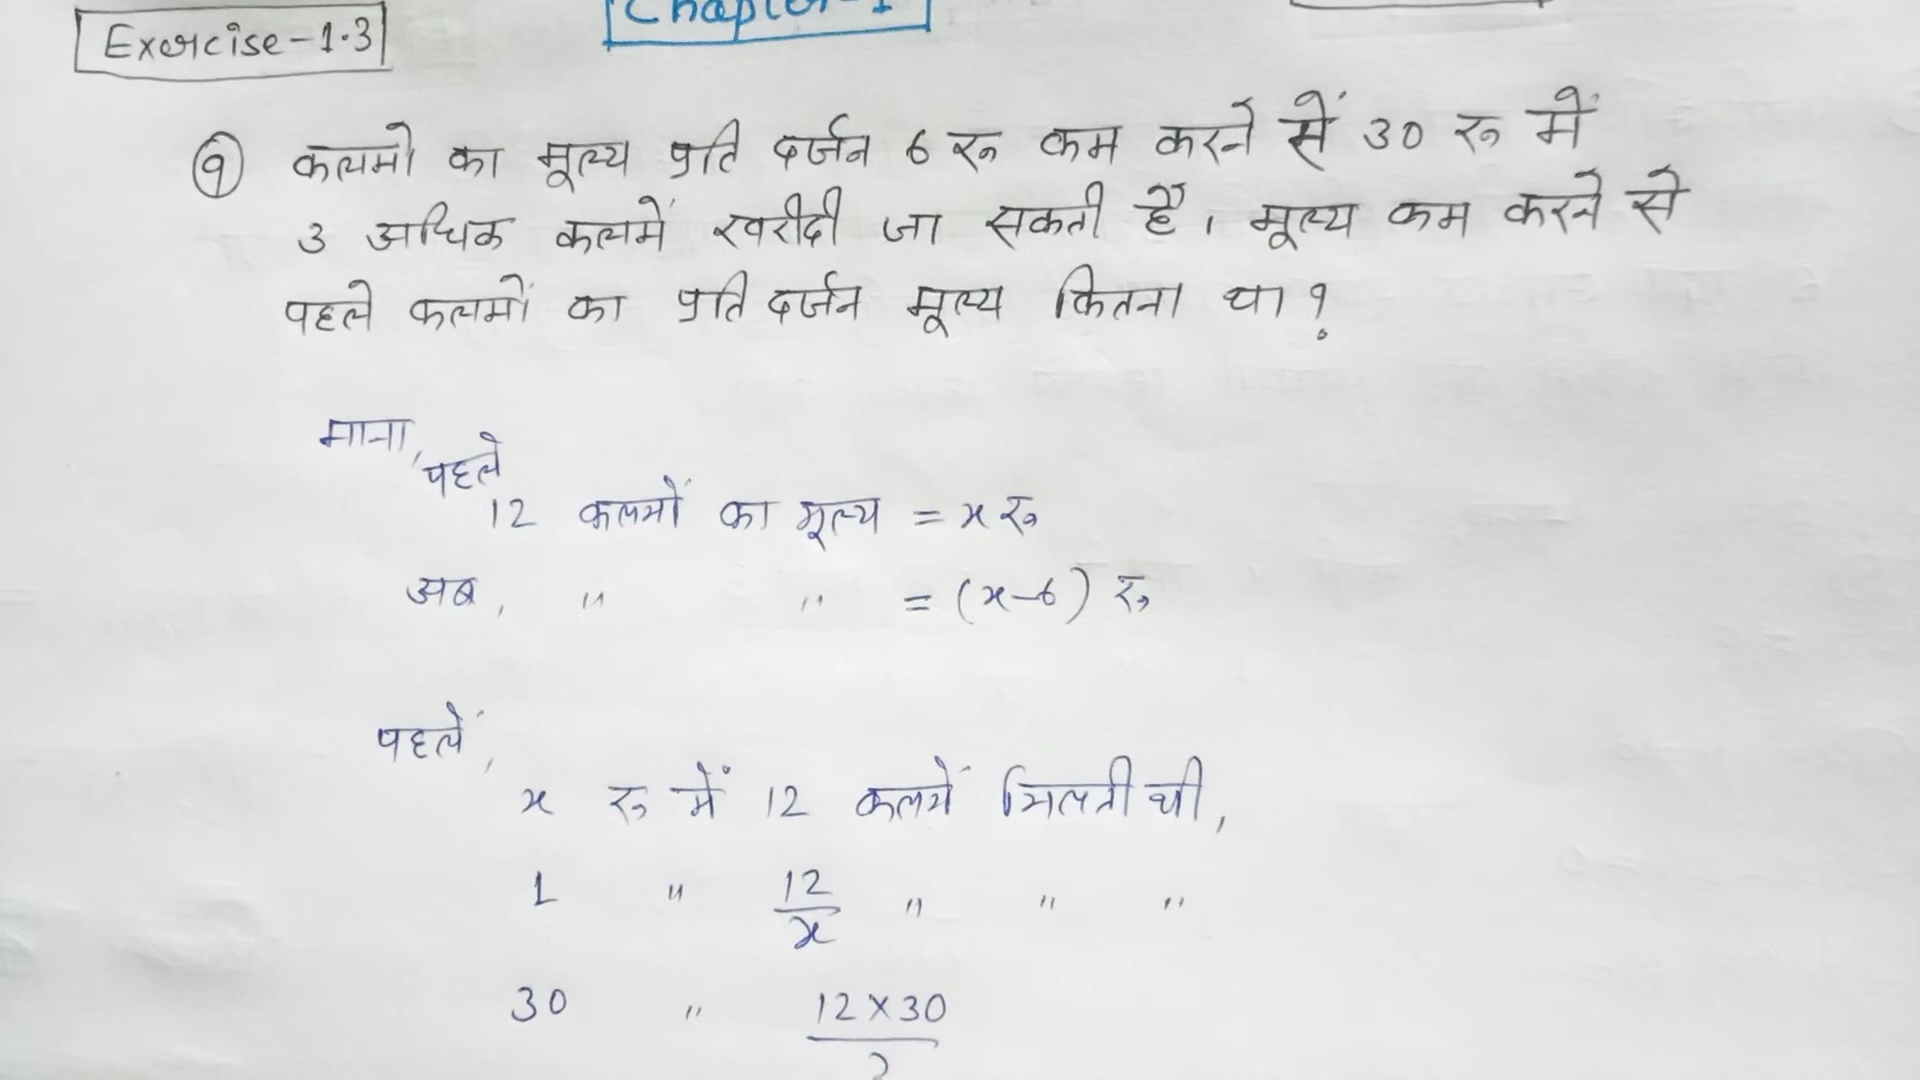 Exercise-1.3
Chapter-1
9 कलमो का मूल्य प्रति दर्जन 6 रु कम करने सें 30 रु में
3 अधिक कलमें खरीदी जा सकती है। मूल्य कम करने से
पहले कलमों का प्रति दर्जन मूल्य कितना था?
माना,
पहले
12 कलमों का मूल्य = x रु
अब, " " = (x-6) रु
पहलें,
x रु में 12 कलमें मिलती थी,
1 " 12/x " " "
30 " 12×30